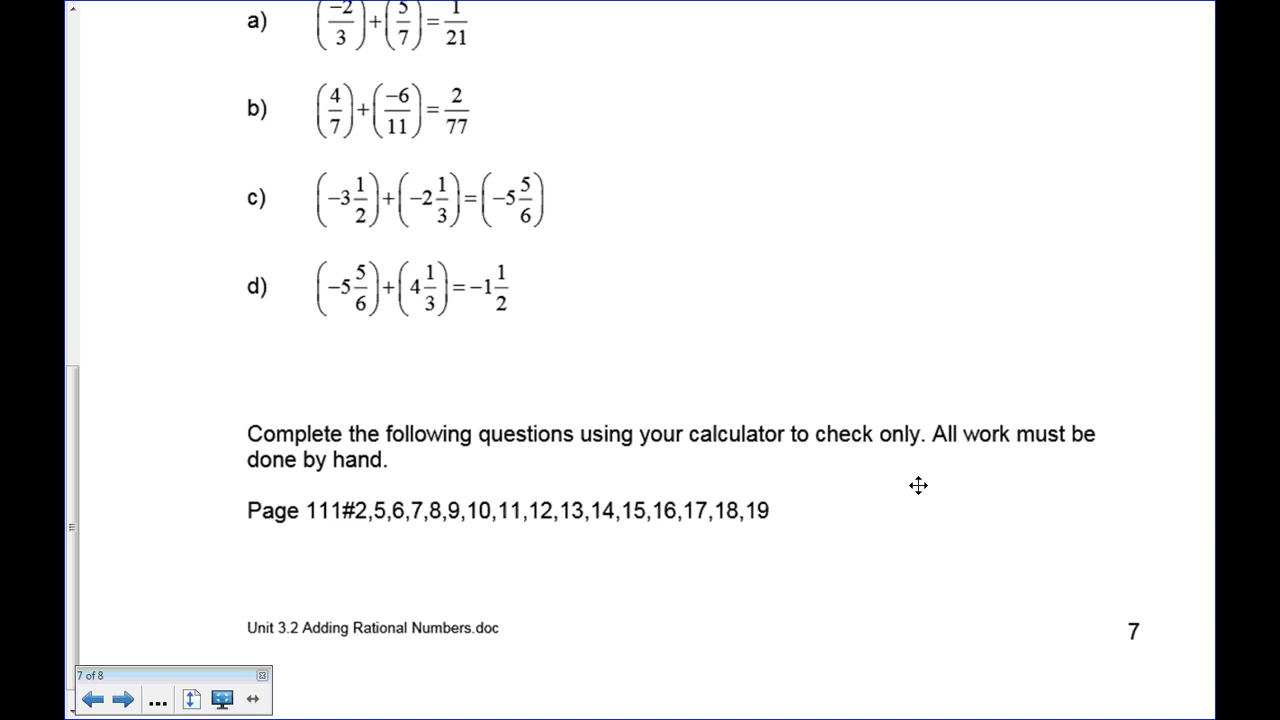 a) (-2/3) + (5/7) = 1/21
b) (4/7) + (-6/11) = 2/77
c) (-3 1/2) + (-2 1/3) = (-5 5/6)
d) (-5 5/6) + (4 1/3) = -1 1/2
Complete the following questions using your calculator to check only. All work must be
done by hand.
Page 111#2,5,6,7,8,9,10,11,12,13,14,15,16,17,18,19
Unit 3.2 Adding Rational Numbers.doc
7
7 of 8